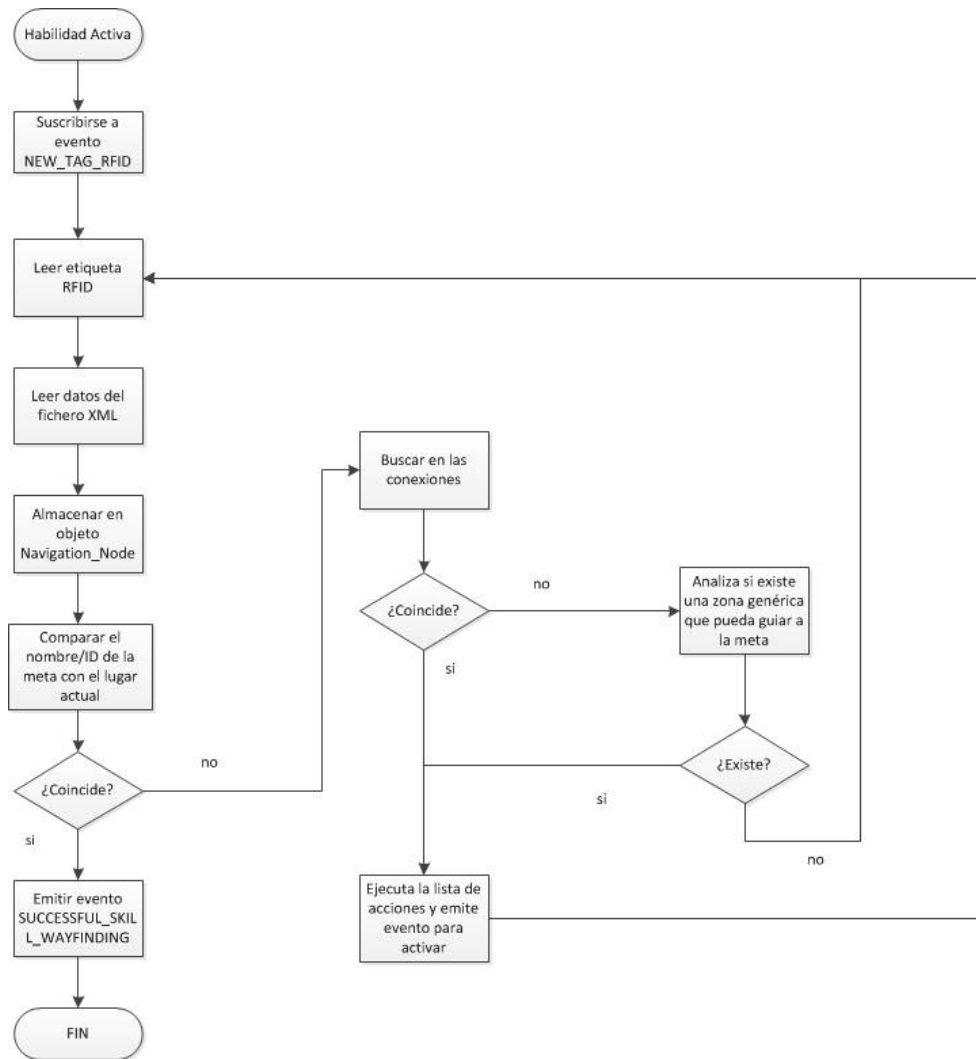 Habilidad Activa
Suscribirse a
evento
NEW_TAG_RFID
Leer etiqueta
RFID
Leer datos del
fichero XML
Almacenar en
objeto
Navigation_Node
Comparar el
nombre/ID de la
meta con el lugar
actual
¿Coincide?
no
si
Emitir evento
SUCCESSFUL_SKIL
L_WAYFINDING
FIN
Buscar en las
conexiones
¿Coincide?
no
si
Analiza si existe
una zona genérica
que pueda guiar a
la meta
¿Existe?
si
no
Ejecuta la lista de
acciones y emite
evento para
activar